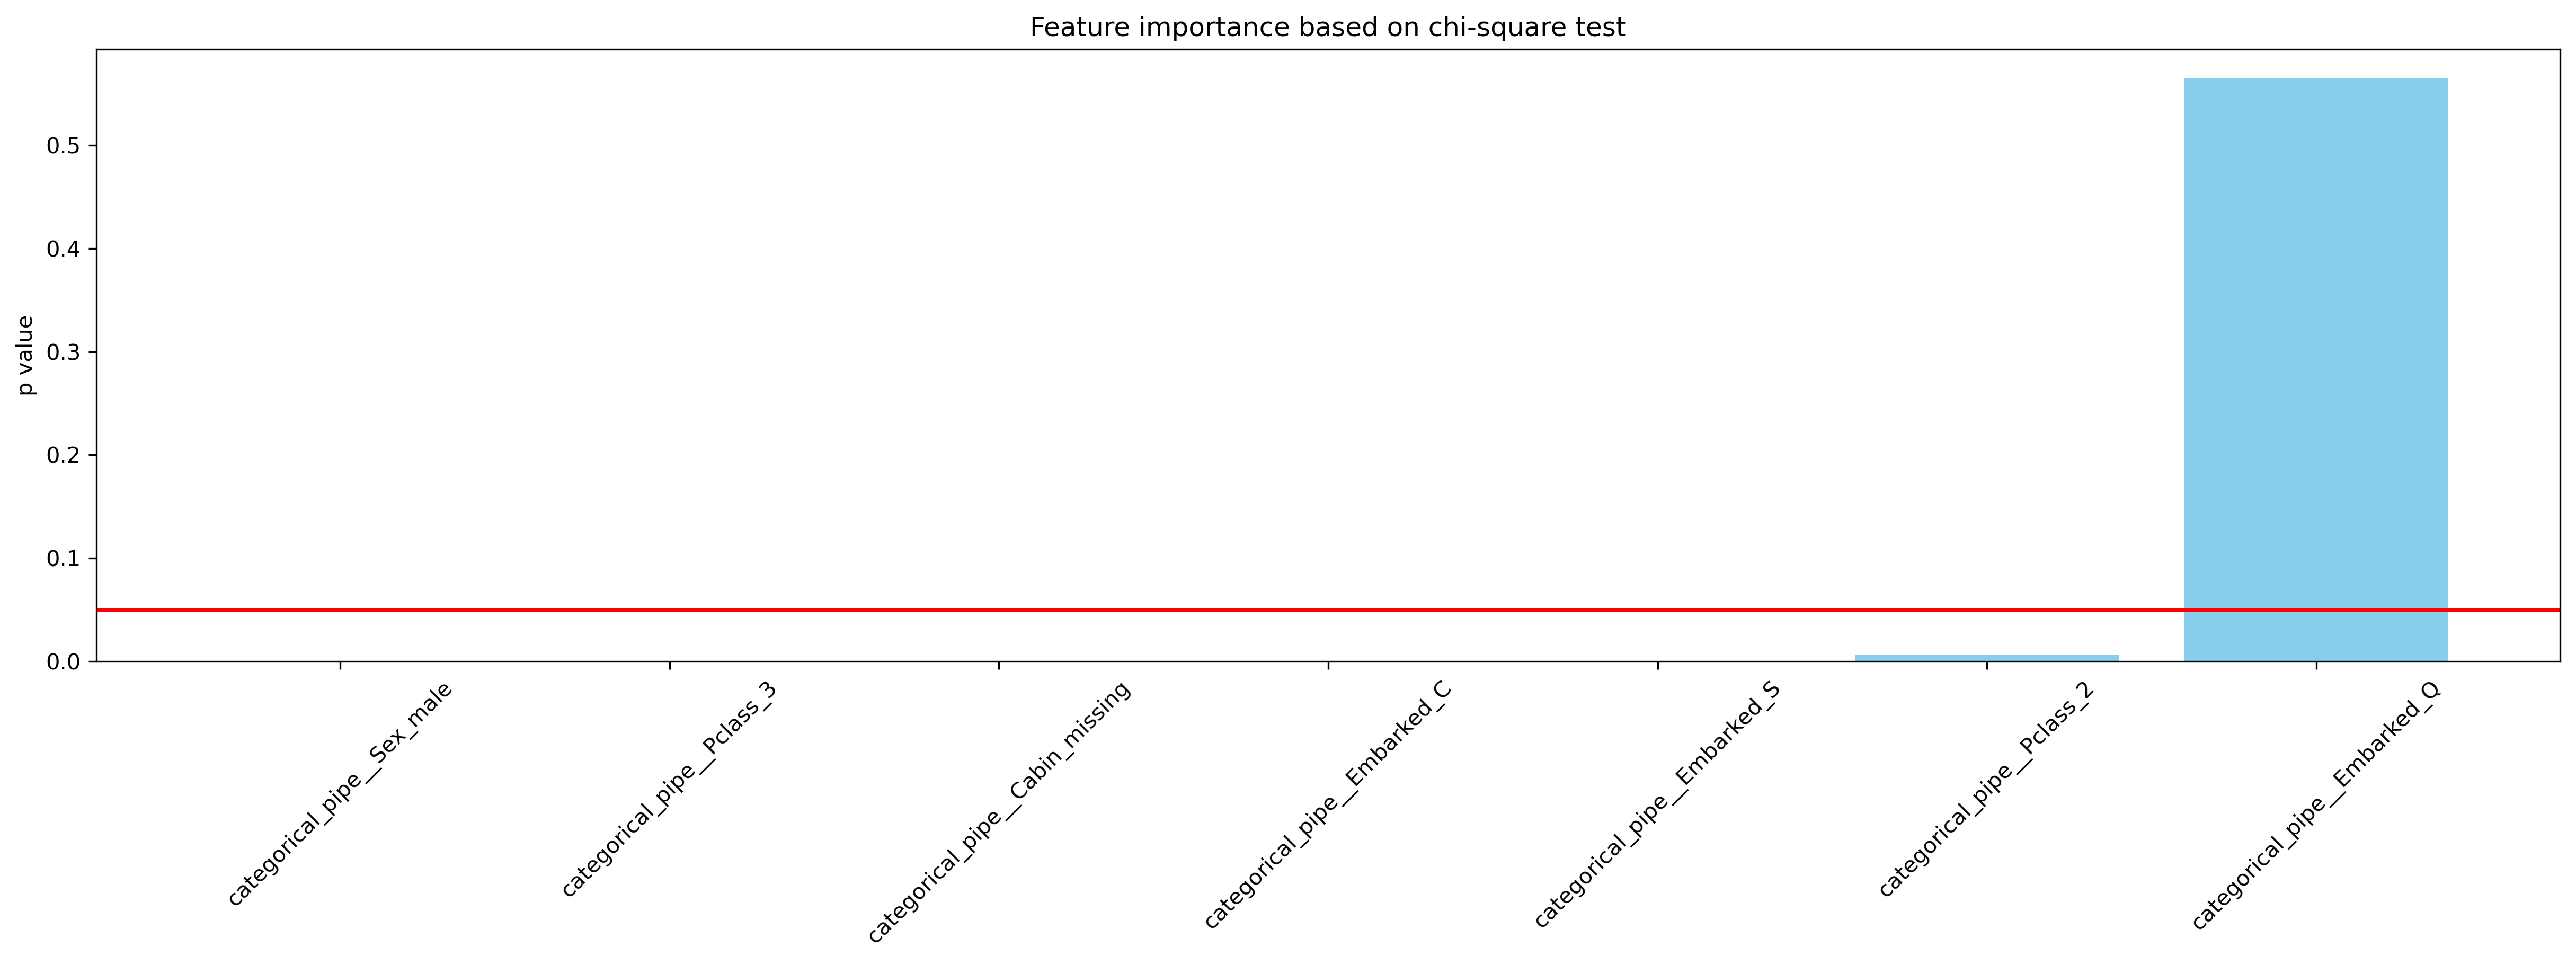 Feature importance based on chi-square test
p value
0.5
0.4
0.3
0.2
0.1
0.0
categorical_pipe__Sex_male
categorical_pipe__Pclass_3
categorical_pipe__Cabin_missing
categorical_pipe__Embarked_C
categorical_pipe__Embarked_S
categorical_pipe__Pclass_2
categorical_pipe__Embarked_Q